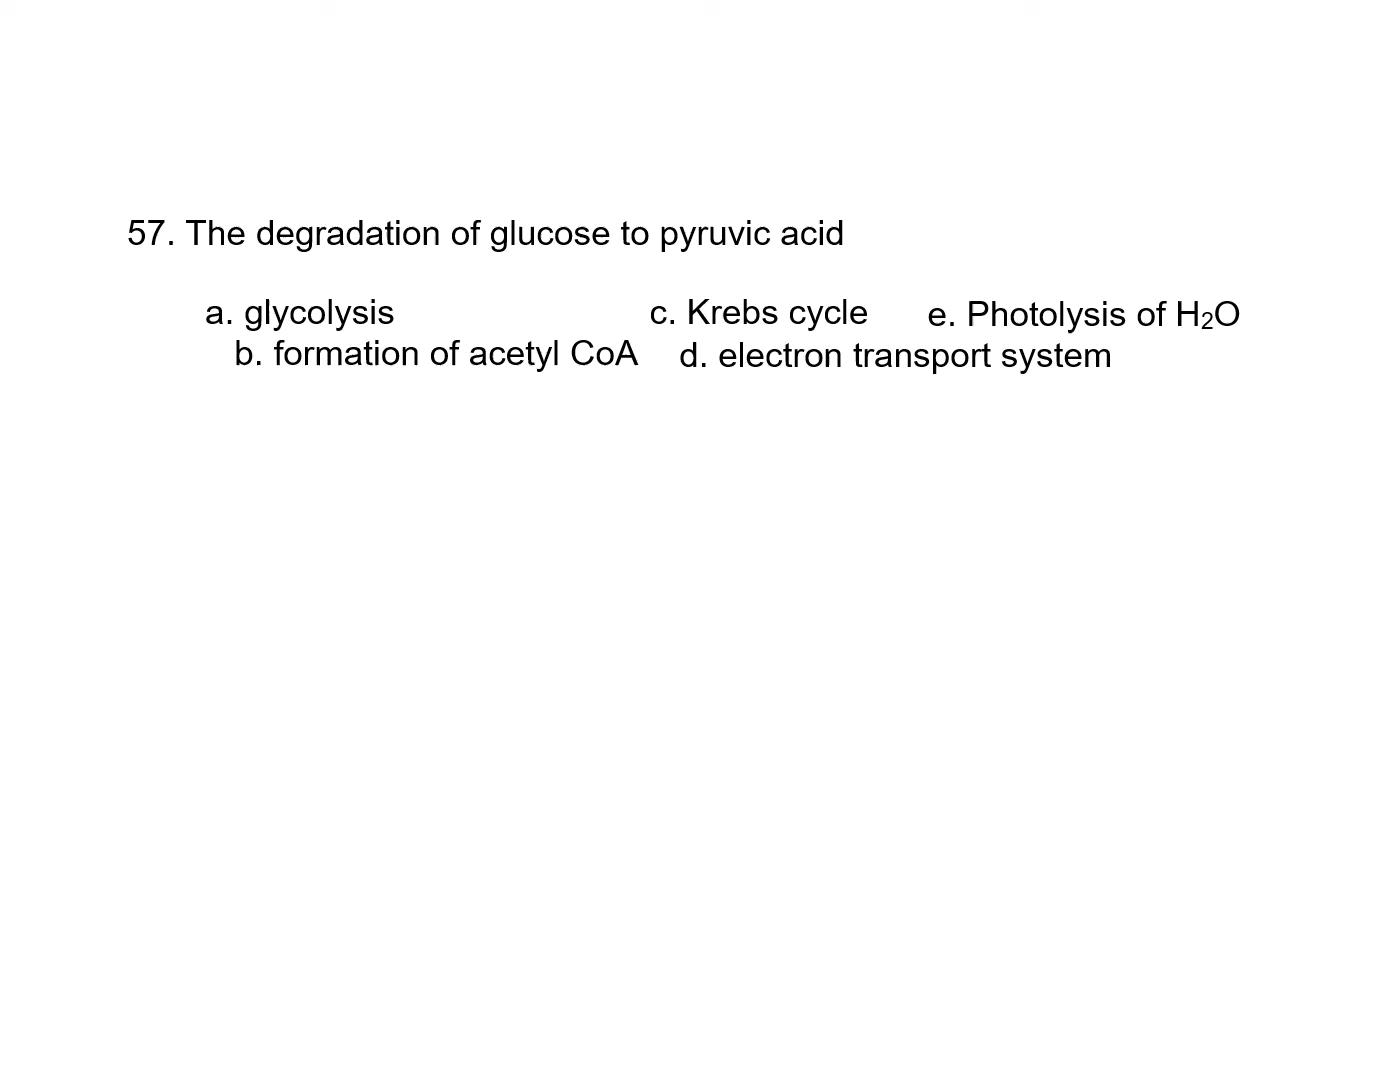 57. The degradation of glucose to pyruvic acid
a. glycolysis c. Krebs cycle e. Photolysis of H₂O
b. formation of acetyl CoA d. electron transport system